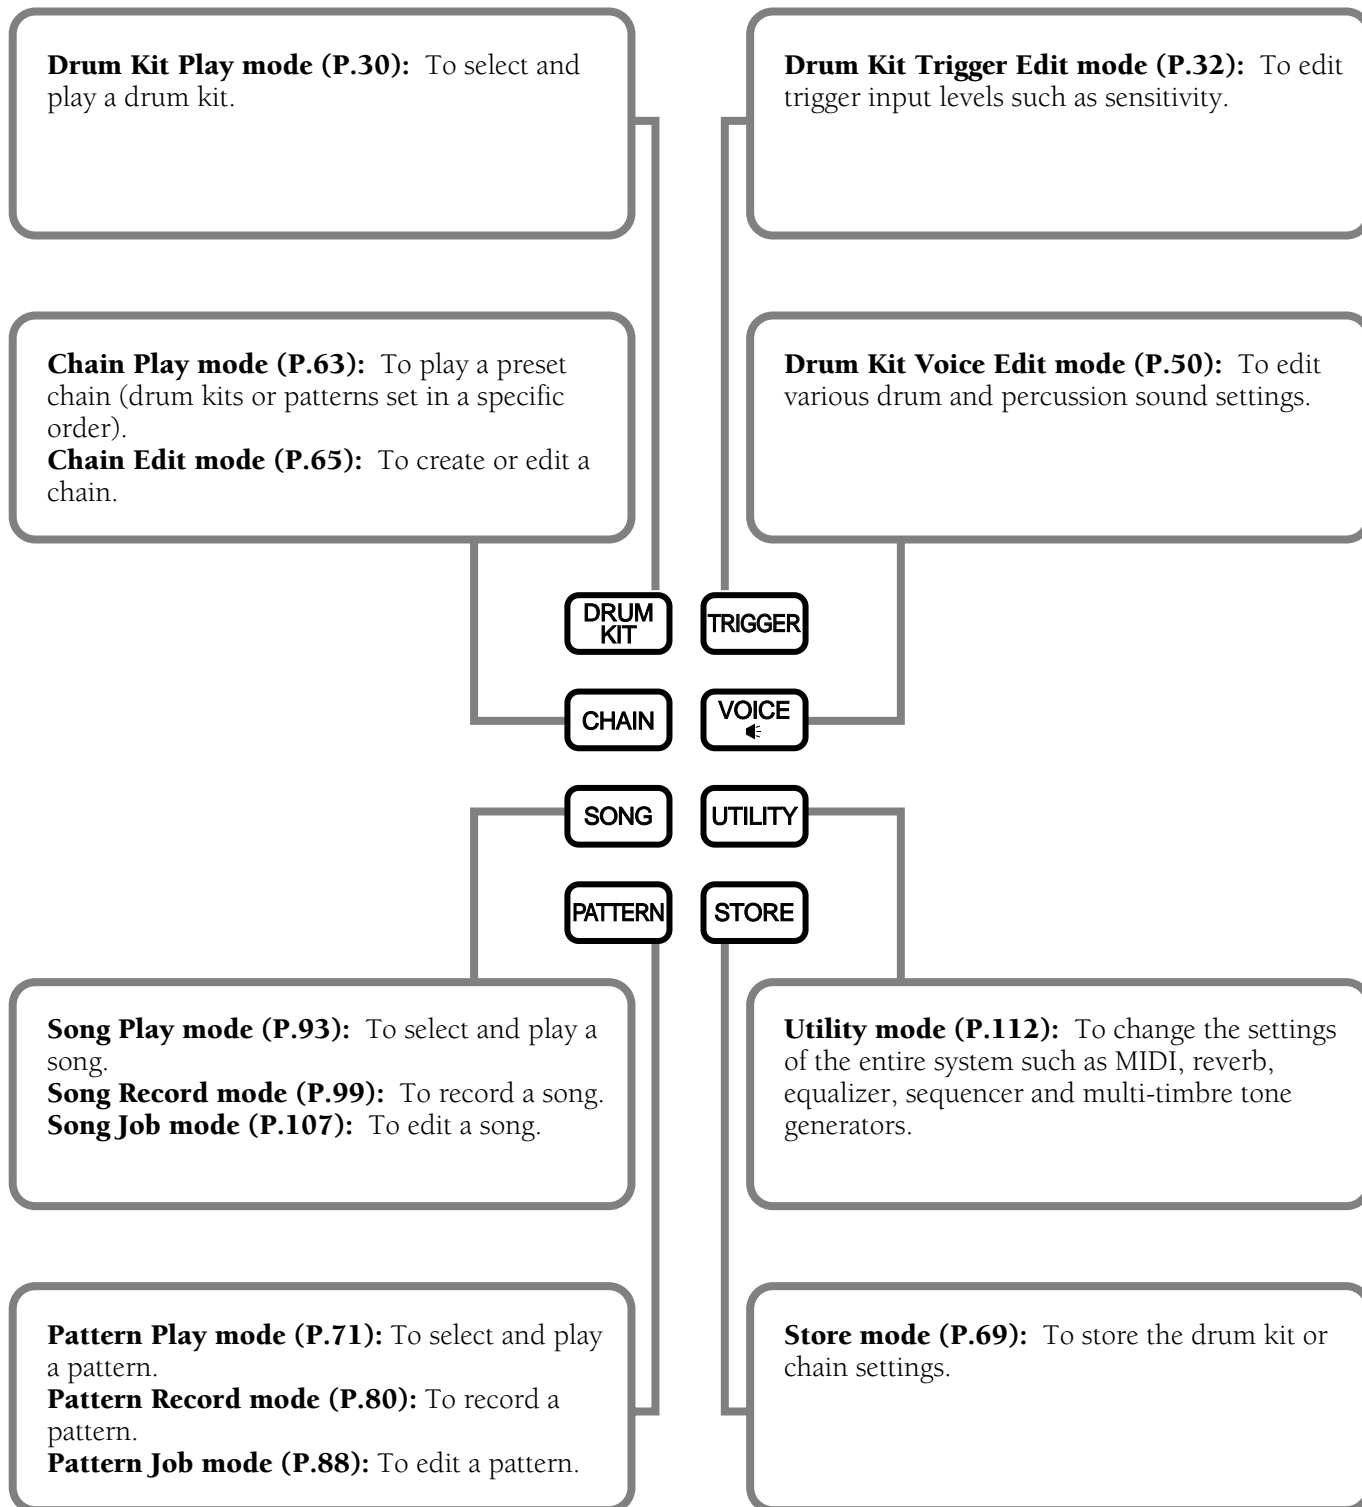 Drum Kit Play mode (P.30): To select and
play a drum kit.
Drum Kit Trigger Edit mode (P.32): To edit
trigger input levels such as sensitivity.
Chain Play mode (P.63): To play a preset
chain (drum kits or patterns set in a specific
order).
Chain Edit mode (P.65): To create or edit a
chain.
Drum Kit Voice Edit mode (P.50): To edit
various drum and percussion sound settings.
DRUM
KIT
TRIGGER
CHAIN
VOICE
SONG
UTILITY
PATTERN
STORE
Song Play mode (P.93): To select and play a
song.
Song Record mode (P.99): To record a song.
Song Job mode (P.107): To edit a song.
Utility mode (P.112): To change the settings
of the entire system such as MIDI, reverb,
equalizer, sequencer and multi-timbre tone
generators.
Pattern Play mode (P.71): To select and play
a pattern.
Pattern Record mode (P.80): To record a
pattern.
Pattern Job mode (P.88): To edit a pattern.
Store mode (P.69): To store the drum kit or
chain settings.